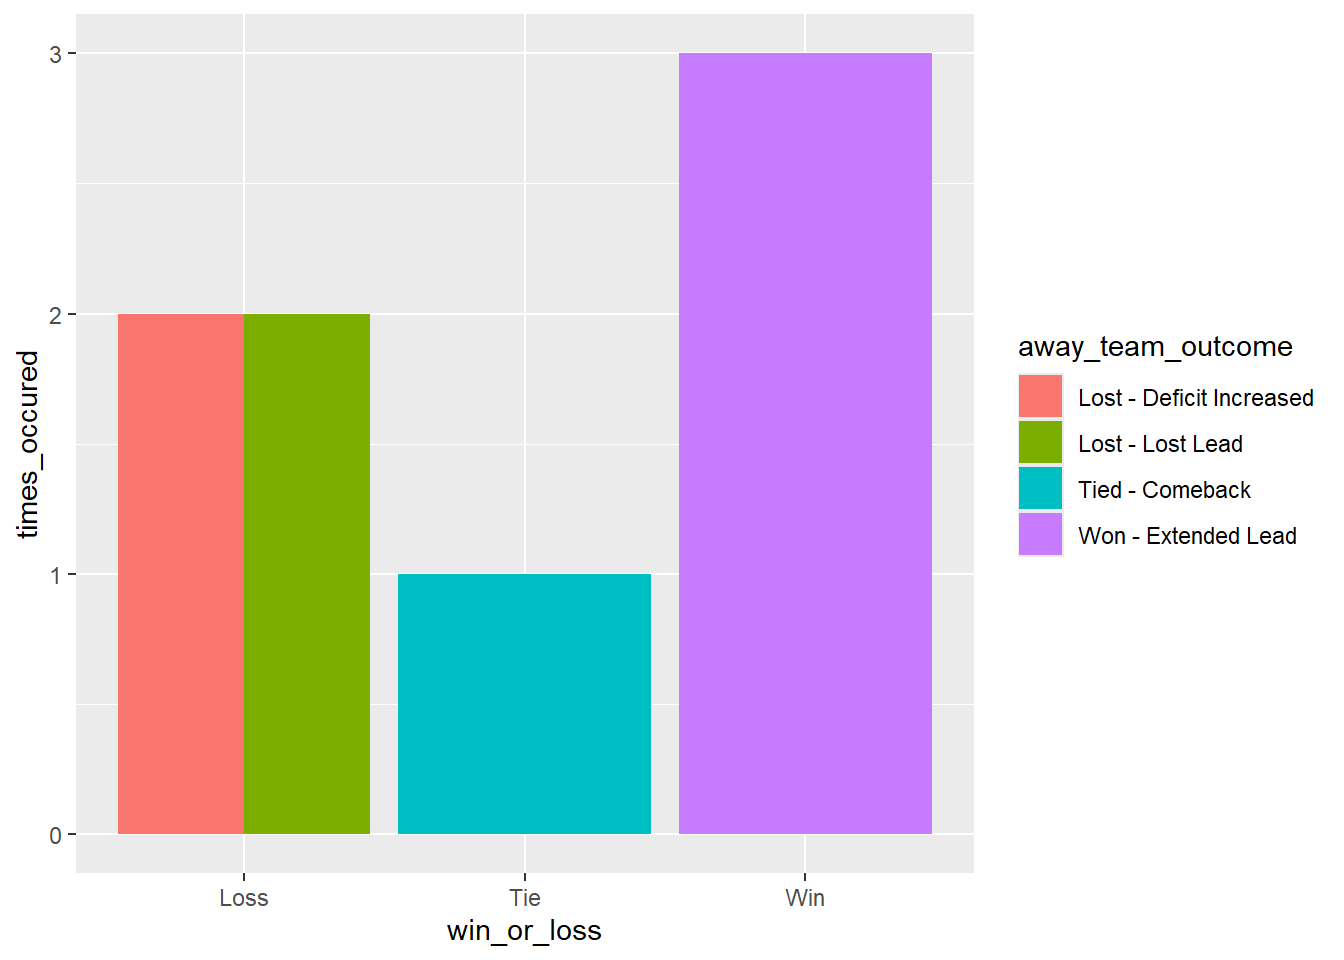 3
2
1
0
times_occured
Loss
Tie
Win
win_or_loss
away_team_outcome
Lost - Deficit Increased
Lost - Lost Lead
Tied - Comeback
Won - Extended Lead